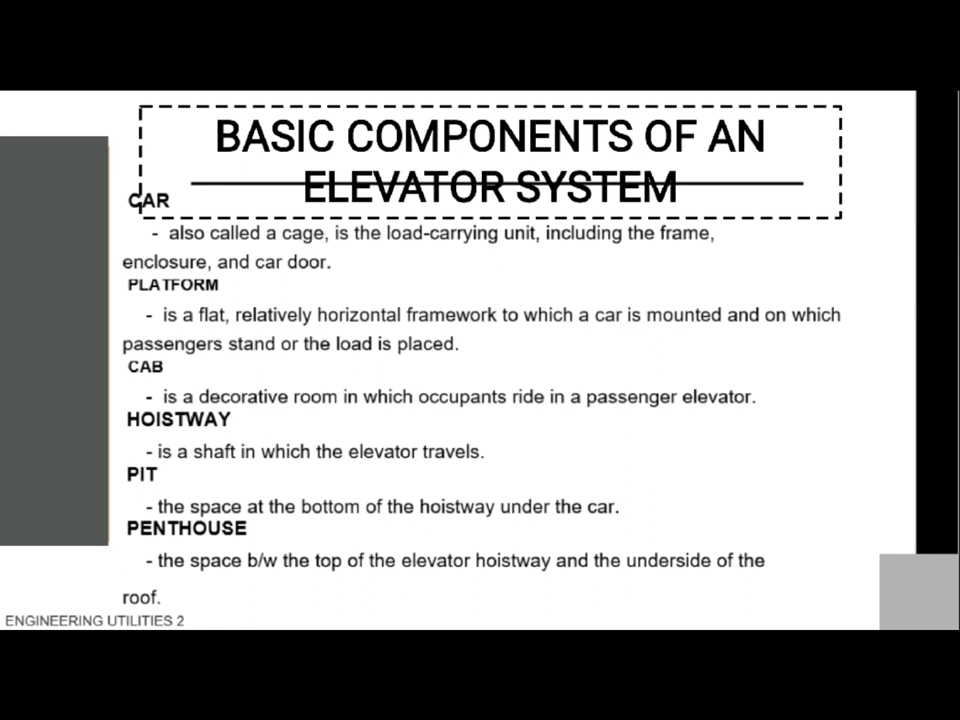 BASIC COMPONENTS OF AN
ELEVATOR SYSTEM
CAR
- also called a cage, is the load-carrying unit, including the frame,
enclosure, and car door.
PLATFORM
- is a flat, relatively horizontal framework to which a car is mounted and on which
passengers stand or the load is placed.
CAB
- is a decorative room in which occupants ride in a passenger elevator.
HOISTWAY
- is a shaft in which the elevator travels.
PIT
- the space at the bottom of the hoistway under the car.
PENTHOUSE
- the space b/w the top of the elevator hoistway and the underside of the
roof.
ENGINEERING UTILITIES 2